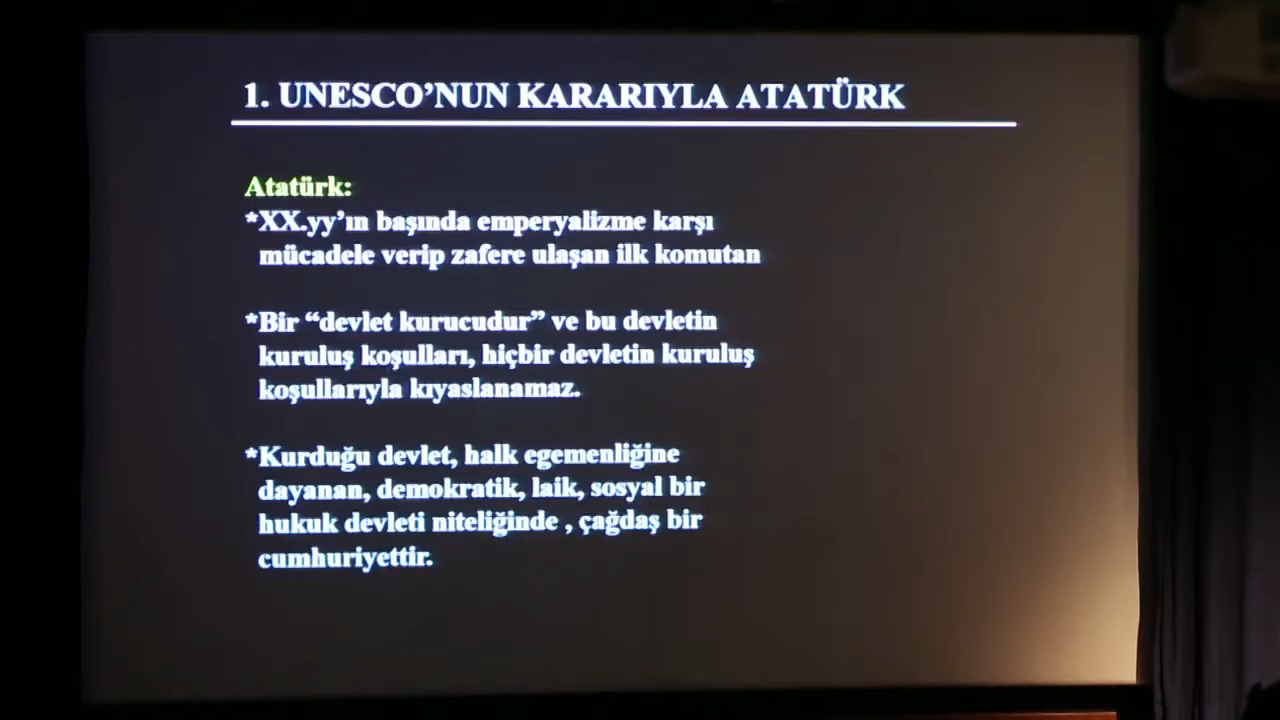 1. UNESCO’NUN KARARIYLA ATATÜRK
Atatürk:
*XX.yy’ın başında emperyalizme karşı
mücadele verip zafere ulaşan ilk komutan
*Bir “devlet kurucudur” ve bu devletin
kuruluş koşulları, hiçbir devletin kuruluş
koşullarıyla kıyaslanamaz.
*Kurduğu devlet, halk egemenliğine
dayanan, demokratik, laik, sosyal bir
hukuk devleti niteliğinde , çağdaş bir
cumhuriyettir.